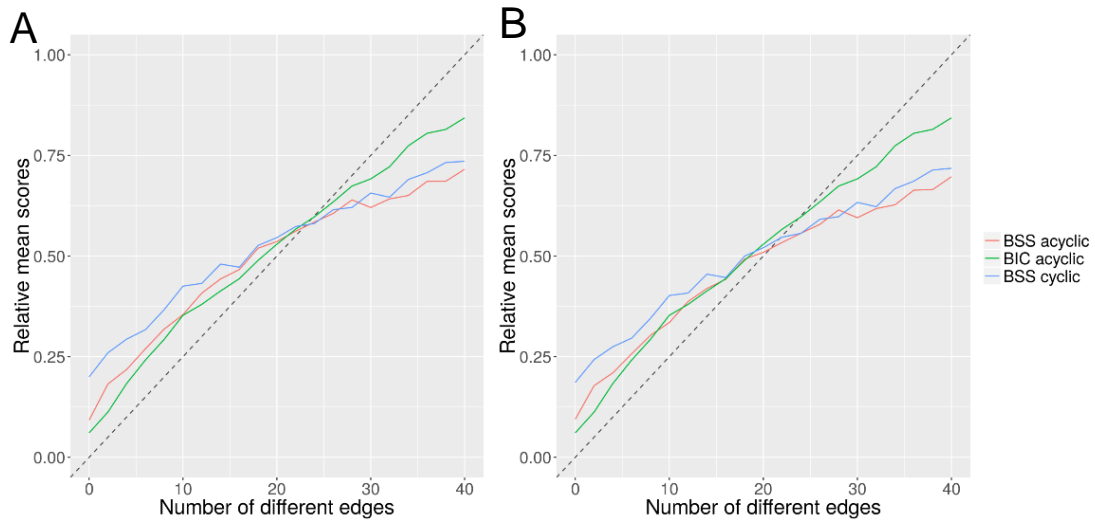 A
B
1.00
0.75
0.50
0.25
0.00
Relative mean scores
0 10 20 30 40
Number of different edges
1.00
0.75
0.50
0.25
0.00
Relative mean scores
0 10 20 30 40
Number of different edges
BSS acyclic
BIC acyclic
BSS cyclic